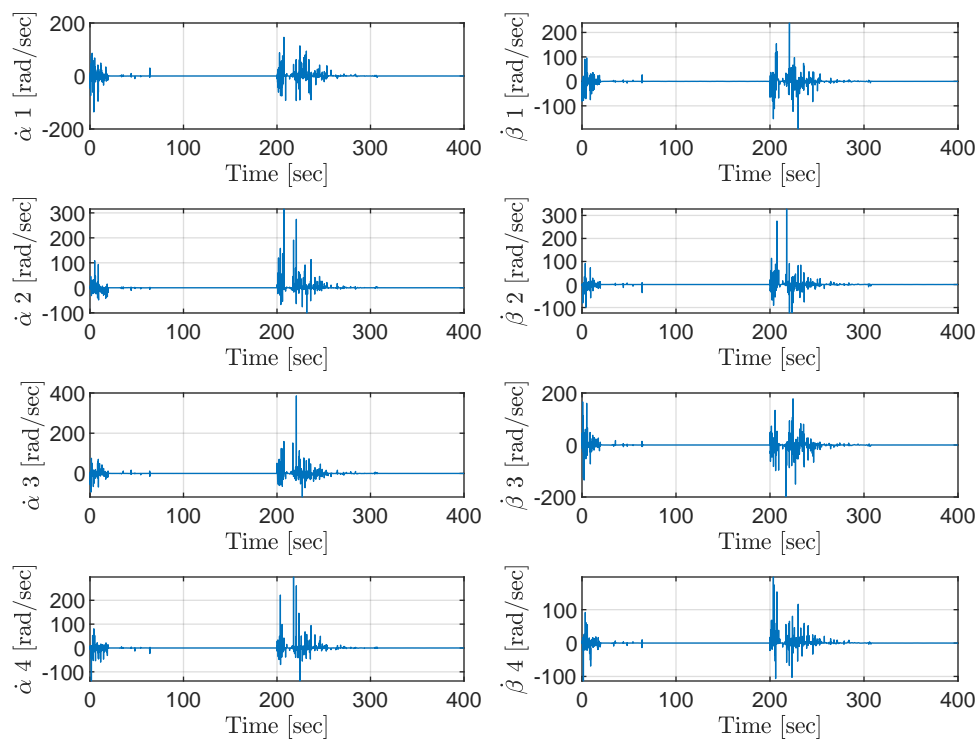 200
0
-200
α̇ 1 [rad/sec]
0 100 200 300 400
Time [sec]
200
100
0
-100
β̇ 1 [rad/sec]
0 100 200 300 400
Time [sec]
300
200
100
0
-100
α̇ 2 [rad/sec]
0 100 200 300 400
Time [sec]
300
200
100
0
-100
β̇ 2 [rad/sec]
0 100 200 300 400
Time [sec]
400
200
0
α̇ 3 [rad/sec]
0 100 200 300 400
Time [sec]
200
0
-200
β̇ 3 [rad/sec]
0 100 200 300 400
Time [sec]
200
100
0
-100
α̇ 4 [rad/sec]
0 100 200 300 400
Time [sec]
100
0
-100
β̇ 4 [rad/sec]
0 100 200 300 400
Time [sec]